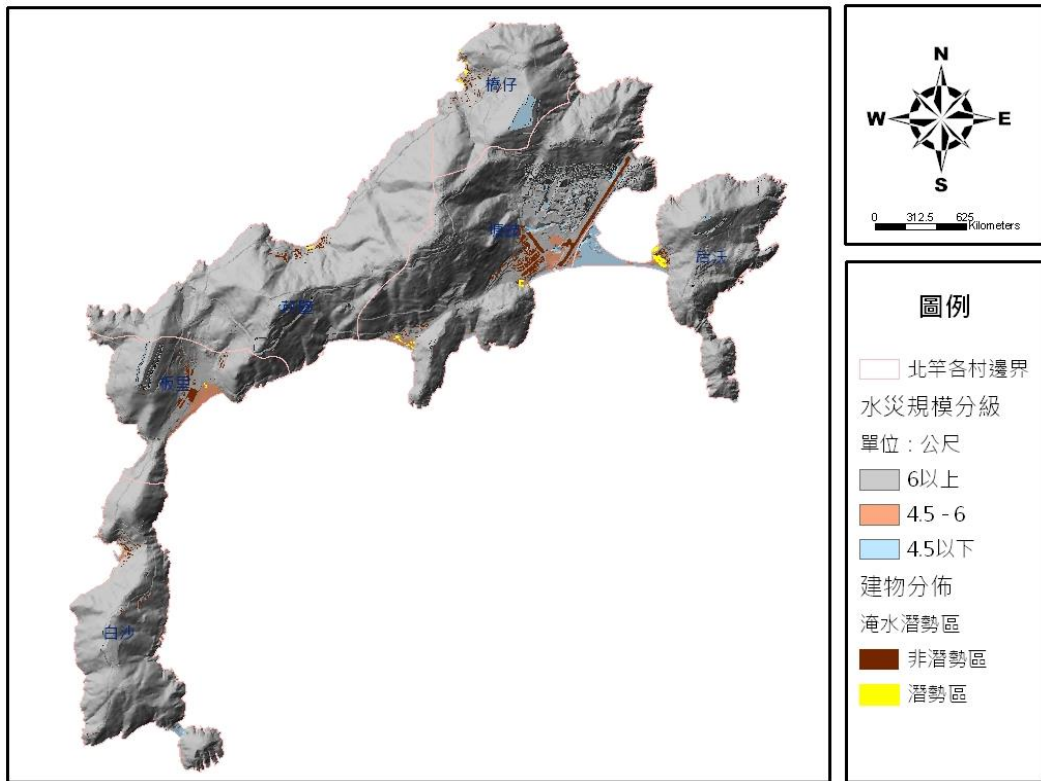 橋仔
塘岐
芹壁
坂里
白沙
N
W
E
S
0 312.5 625
Kilometers
圖例
北竿各村邊界
水災規模分級
單位：公尺
6以上
4.5 - 6
4.5以下
建物分佈
淹水潛勢區
非潛勢區
潛勢區